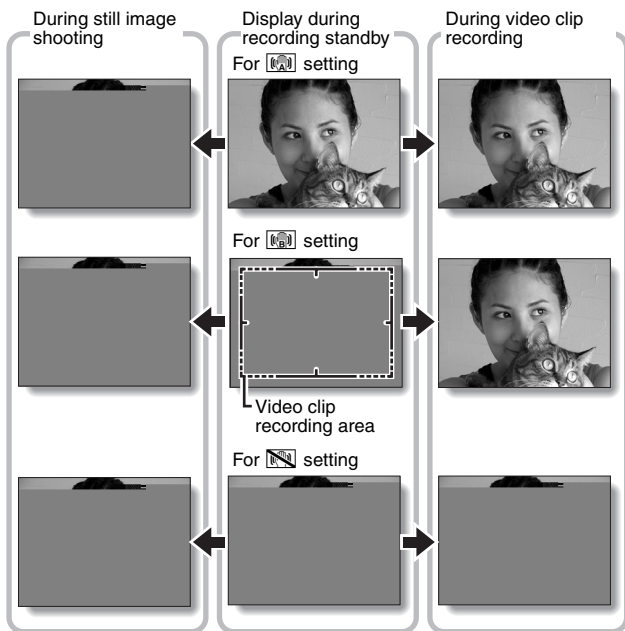 During still image
shooting
Display during
recording standby
During video clip
recording
For A setting
For B setting
Video clip
recording area
For setting